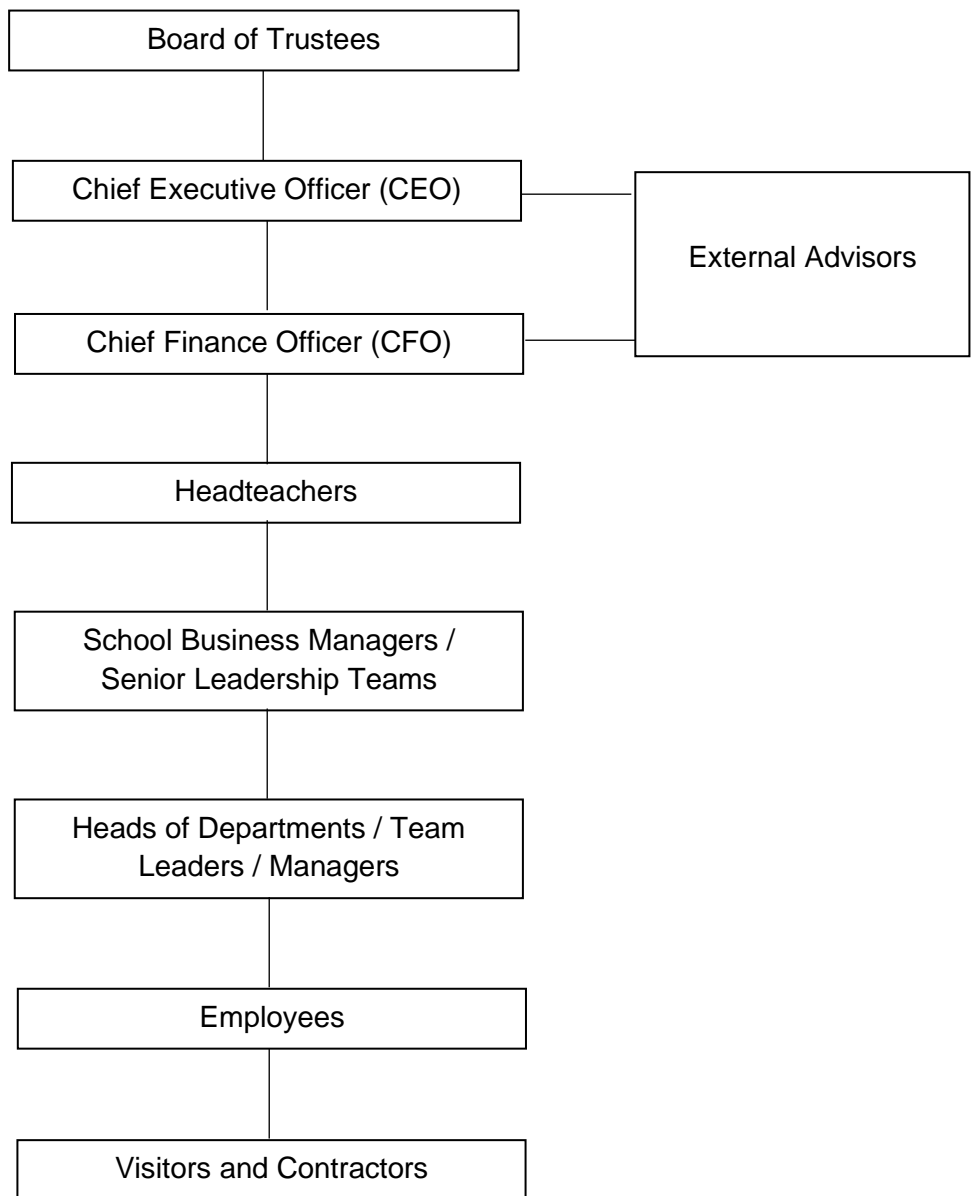 Board of Trustees
Chief Executive Officer (CEO)
External Advisors
Chief Finance Officer (CFO)
Headteachers
School Business Managers /
Senior Leadership Teams
Heads of Departments / Team
Leaders / Managers
Employees
Visitors and Contractors